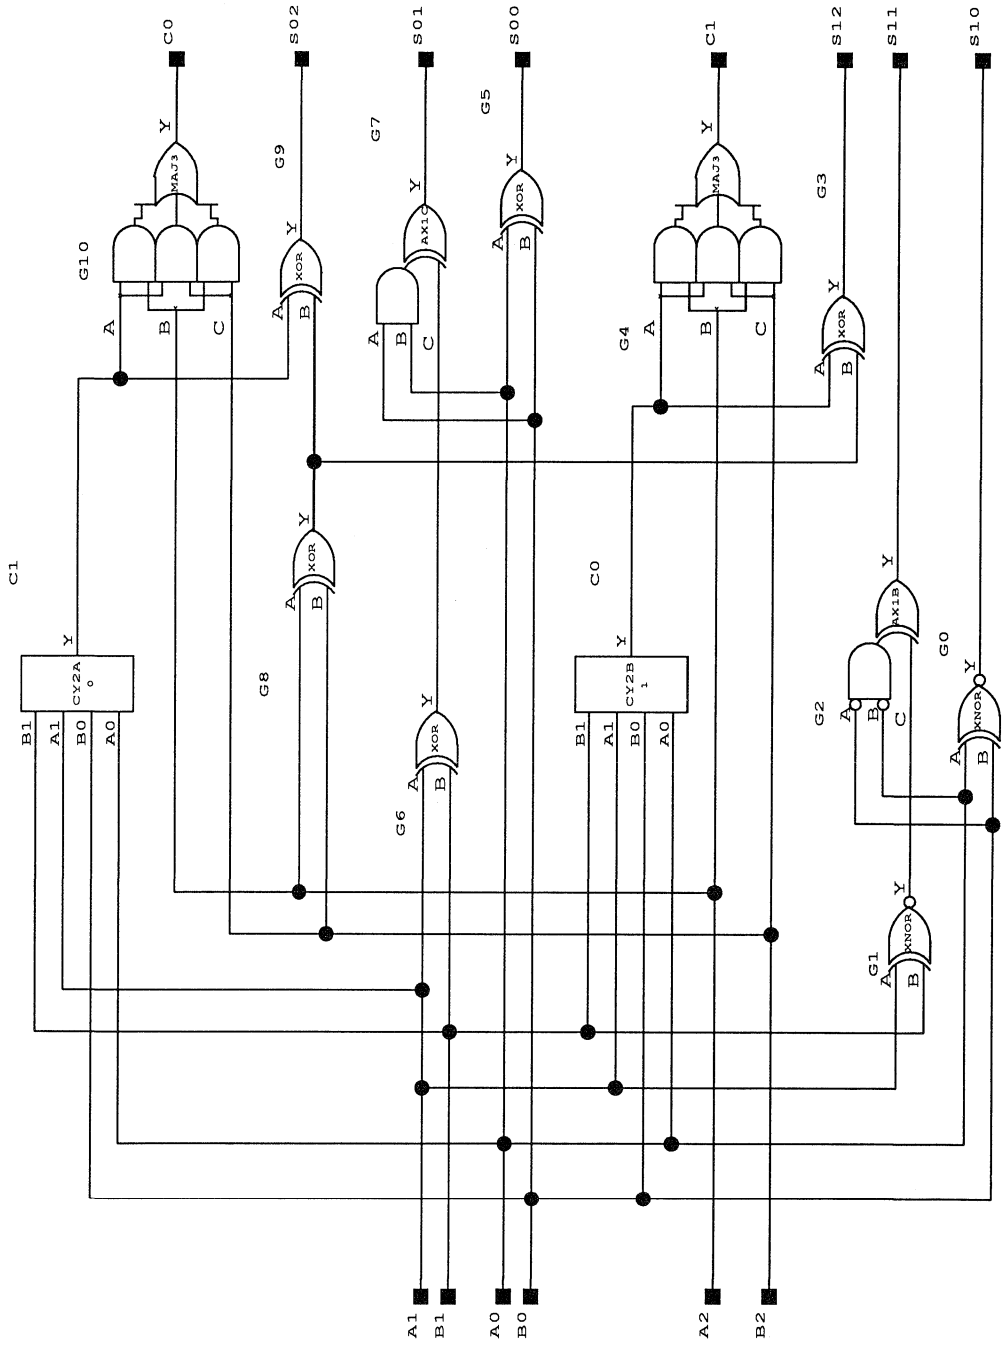 C0
S02
S01
S00
C1
S12
S11
S10
Y
MAJ3
G10
A
B
C
G9
Y
XOR
A
B
G7
Y
AX1C
A
B
C
G5
Y
XOR
A
B
Y
MAJ3
G4
A
B
C
G3
Y
XOR
A
B
C1
Y
CY2A
0
B1
A1
B0
A0
Y
XOR
A
B
G8
Y
XOR
A
B
G6
C0
Y
CY2B
1
B1
A1
B0
A0
Y
AX1B
G2
A
B
C
G0
Y
XNOR
A
B
Y
XNOR
G1
A
B
A1
B1
A0
B0
A2
B2